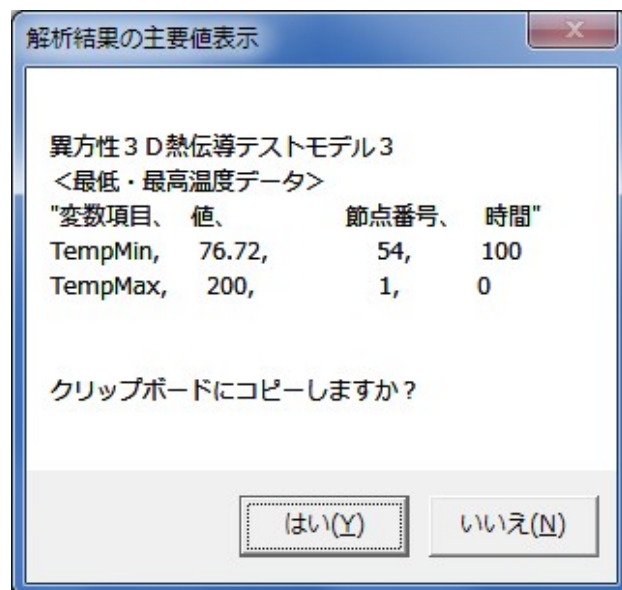 解析結果の主要値表示
異方性３Ｄ熱伝導テストモデル３
＜最低・最高温度データ＞
"変数項目、 値、 節点番号、 時間"
TempMin, 76.72, 54, 100
TempMax, 200, 1, 0
クリップボードにコピーしますか？
はい(Y)
いいえ(N)